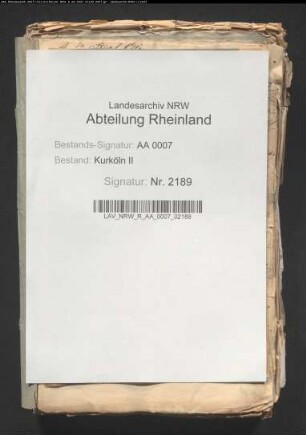 Landesarchiv NRW
Abteilung Rheinland
Bestands-Signatur: AA 0007
Bestand: Kurköln II
Signatur: Nr. 2189
LAV_NRW_R_AA_0007_02189